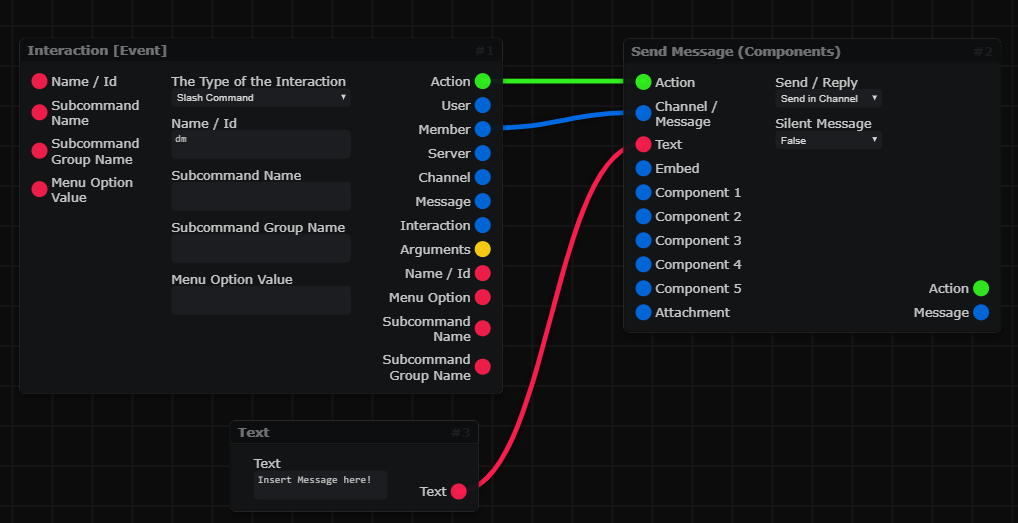 Interaction [Event] #1
Name / Id
Subcommand
Name
Subcommand
Group Name
Menu Option
Value
The Type of the Interaction
Slash Command
Name / Id
dm
Subcommand Name
Subcommand Group Name
Menu Option Value
Action
User
Member
Server
Channel
Message
Interaction
Arguments
Name / Id
Menu Option
Subcommand
Name
Subcommand
Group Name
Send Message (Components) #2
Action
Channel /
Message
Text
Embed
Component 1
Component 2
Component 3
Component 4
Component 5
Attachment
Send / Reply
Send in Channel
Silent Message
False
Action
Message
Text #3
Text
Insert Message here!
Text